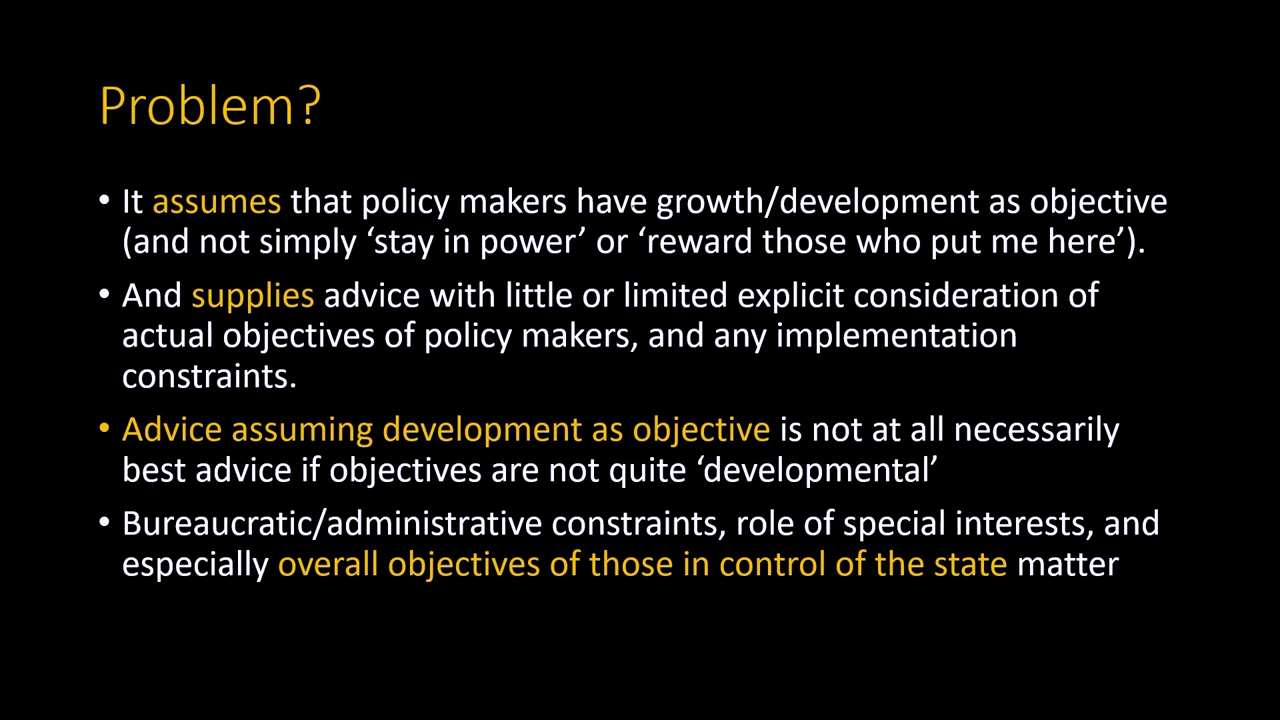 Problem?
• It assumes that policy makers have growth/development as objective
(and not simply ‘stay in power’ or ‘reward those who put me here’).
• And supplies advice with little or limited explicit consideration of
actual objectives of policy makers, and any implementation
constraints.
• Advice assuming development as objective is not at all necessarily
best advice if objectives are not quite ‘developmental’
• Bureaucratic/administrative constraints, role of special interests, and
especially overall objectives of those in control of the state matter